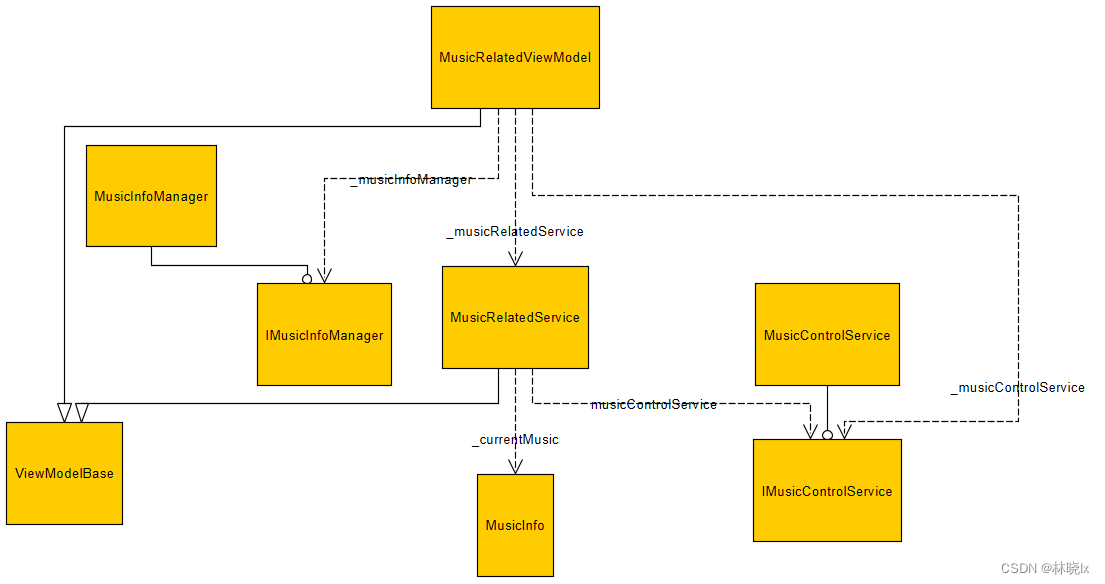 MusicRelatedViewModel
_musicInfoManager
MusicInfoManager
_musicRelatedService
MusicRelatedService
IMusicInfoManager
MusicControlService
_musicControlService
musicControlService
_currentMusic
ViewModelBase
IMusicControlService
MusicInfo
CSDN @林晓lx